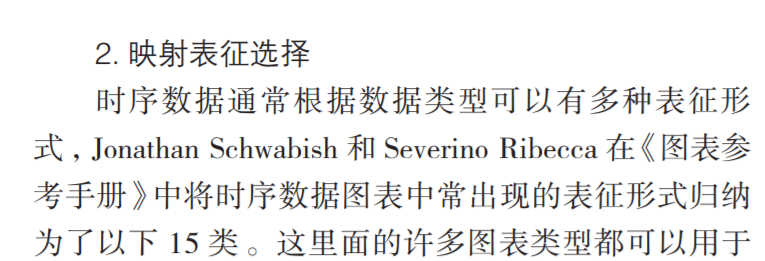 2. 映射表征选择
时序数据通常根据数据类型可以有多种表征形
式，Jonathan Schwabish 和 Severino Ribecca 在《图表参
考手册》中将时序数据图表中常出现的表征形式归纳
为了以下 15 类。这里面的许多图表类型都可以用于